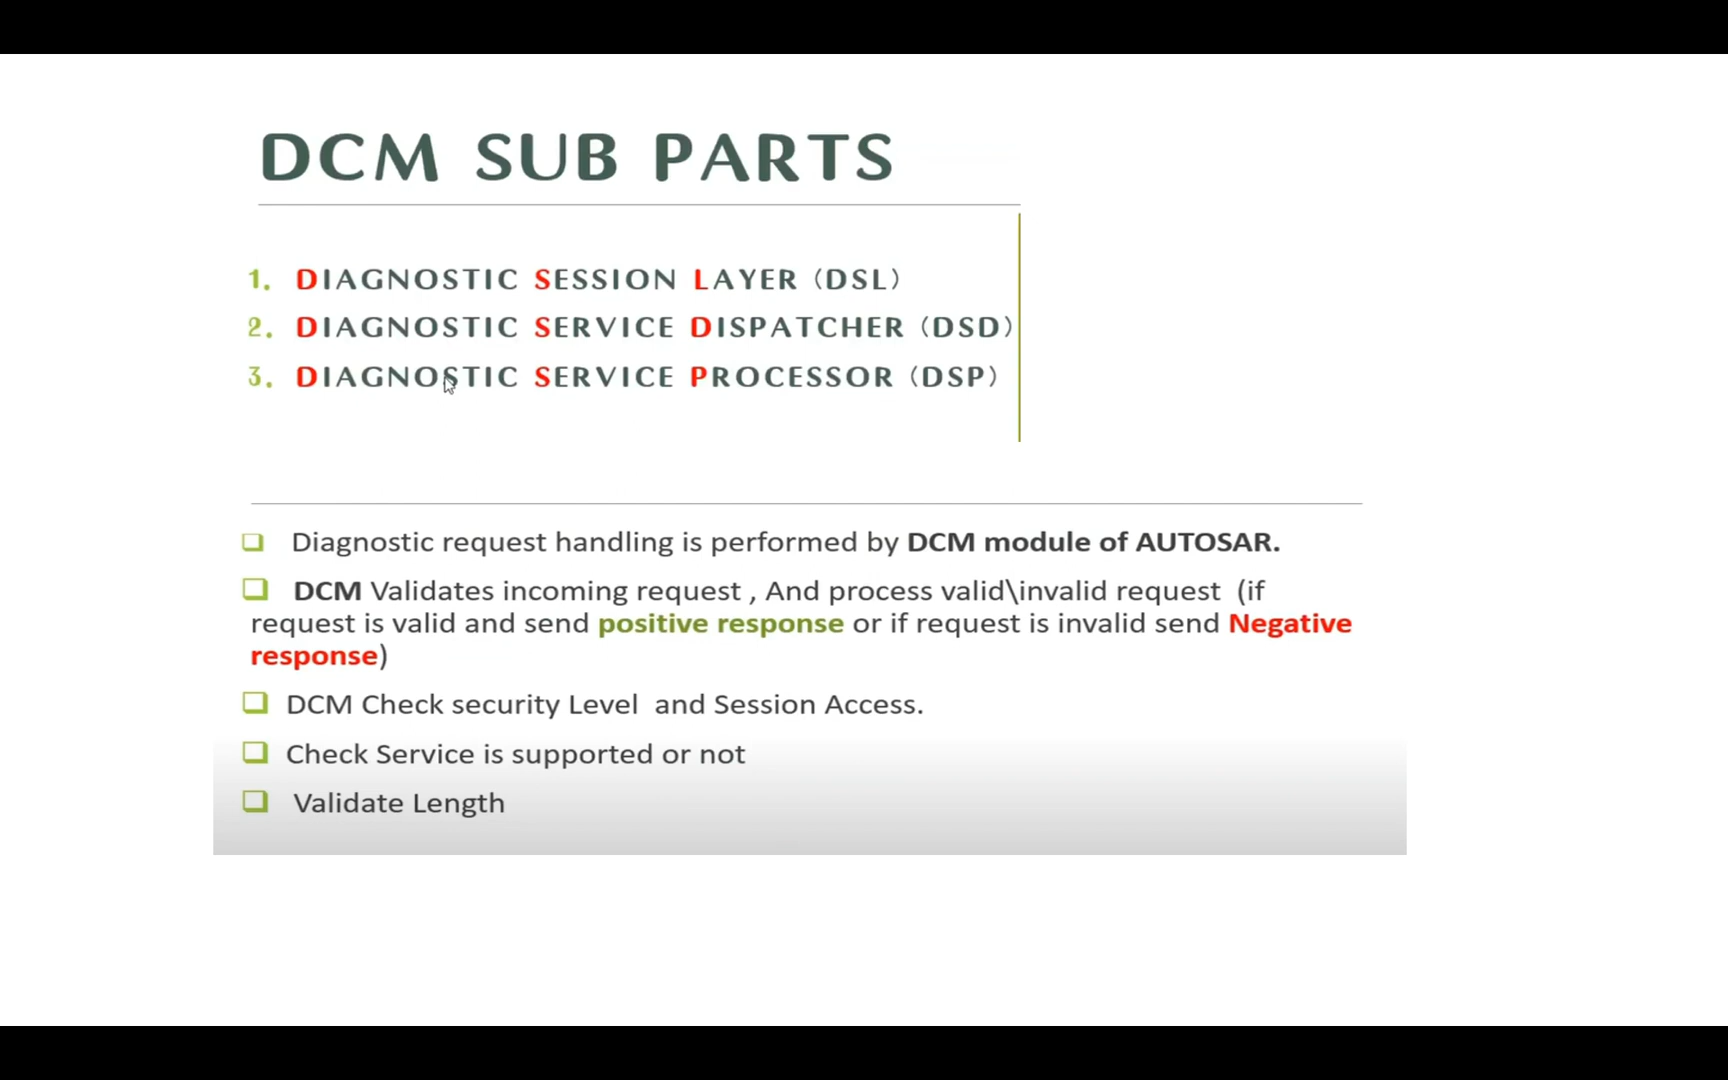 DCM SUB PARTS
1. DIAGNOSTIC SESSION LAYER (DSL)
2. DIAGNOSTIC SERVICE DISPATCHER (DSD)
3. DIAGNOSTIC SERVICE PROCESSOR (DSP)
Diagnostic request handling is performed by DCM module of AUTOSAR.
DCM Validates incoming request , And process valid\invalid request (if
request is valid and send positive response or if request is invalid send Negative
response)
DCM Check security Level and Session Access.
Check Service is supported or not
Validate Length